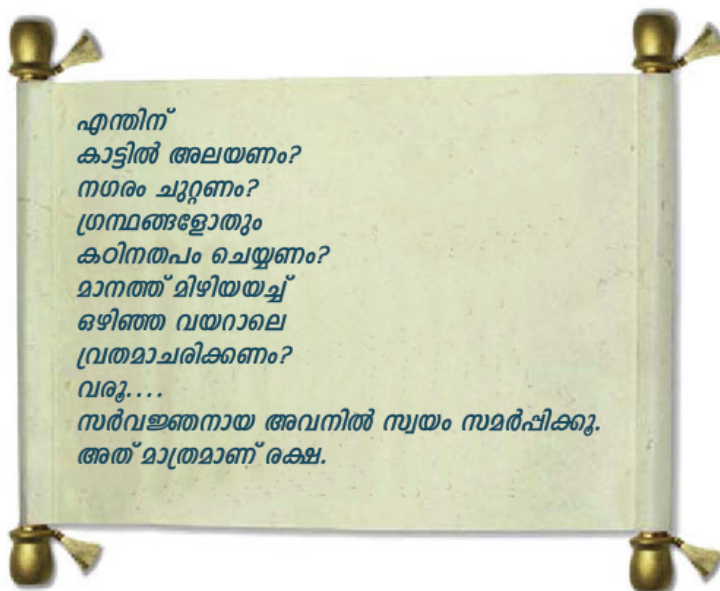 എന്തിന്
കാട്ടിൽ അലയണം?
നഗരം ചുറ്റണം?
ഗ്രന്ഥങ്ങളോതും
കഠിനതപം ചെയ്യണം?
മാനത്ത് മിഴിയയച്ച്
ഒഴിഞ്ഞ വയറാലെ
വ്രതമാചരിക്കണം?
വരൂ....
സർവജ്ഞനായ അവനിൽ സ്വയം സമർപ്പിക്കൂ.
അത് മാത്രമാണ് രക്ഷ.